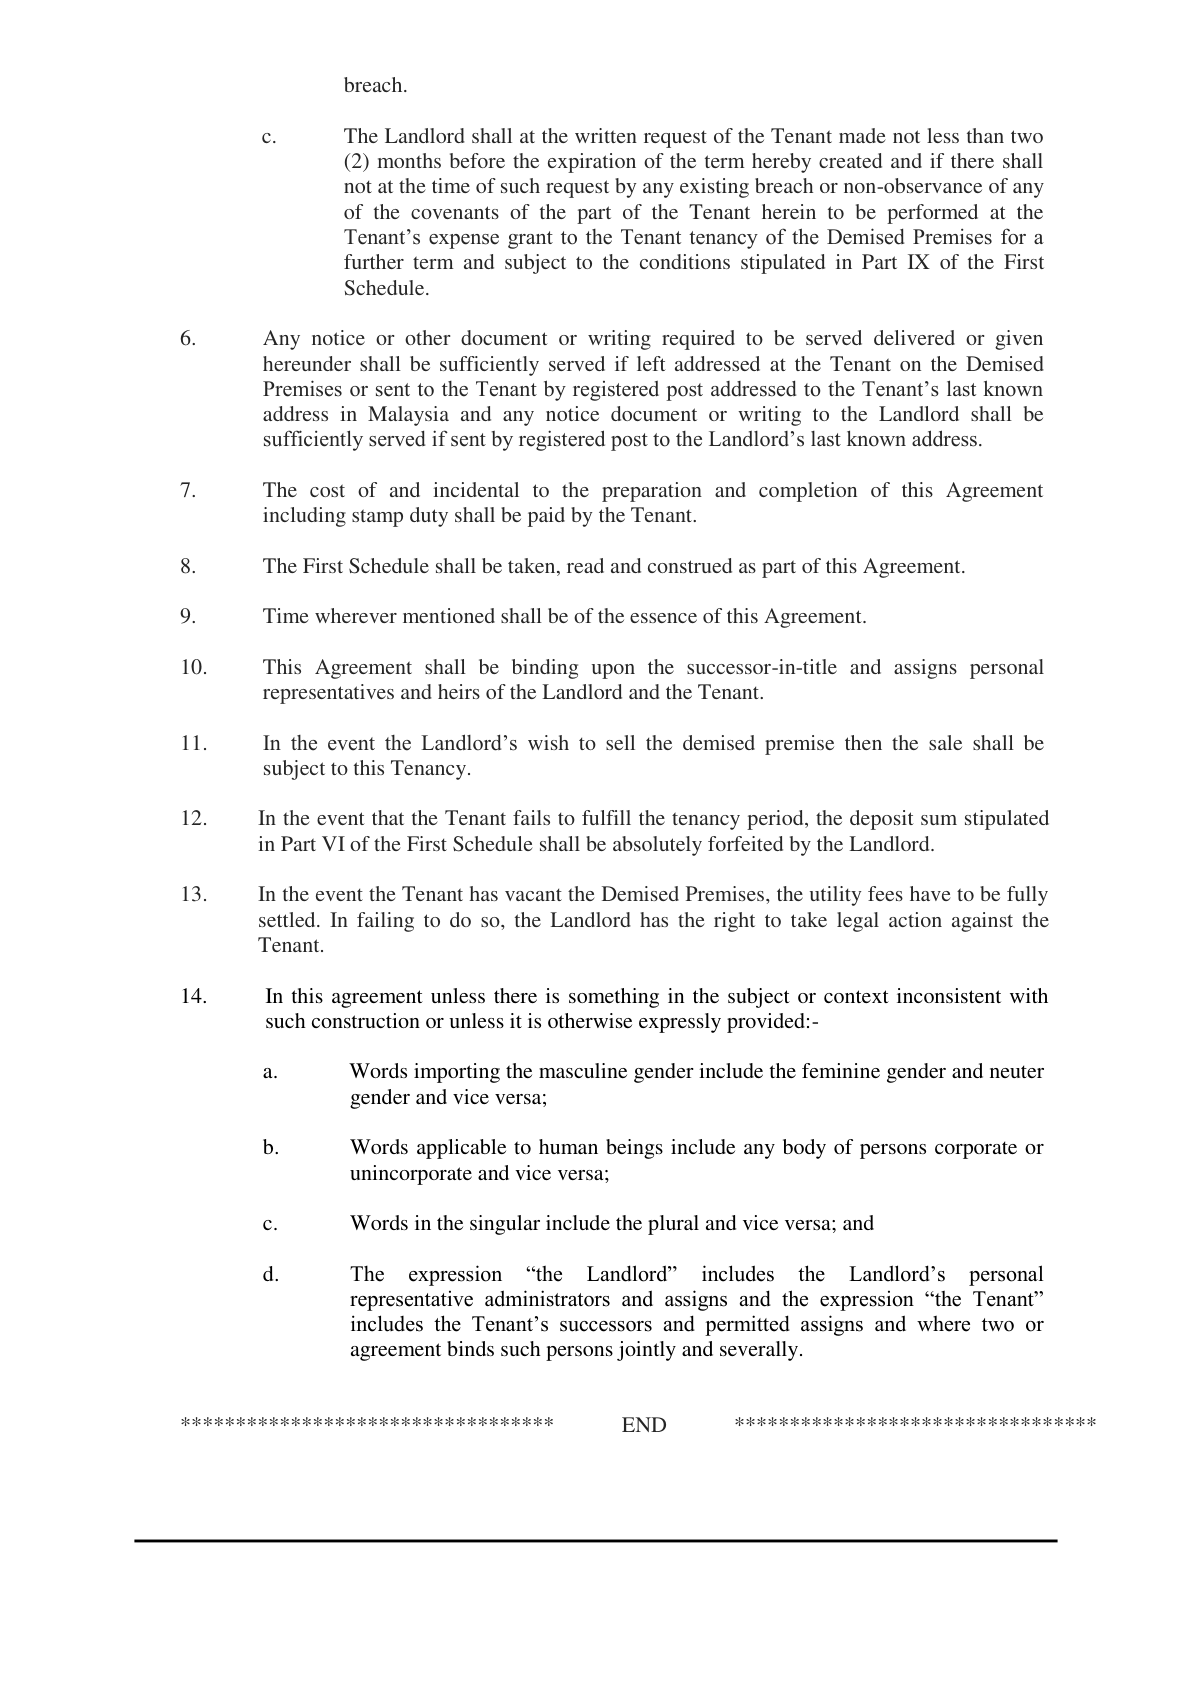 breach.
c. The Landlord shall at the written request of the Tenant made not less than two
(2) months before the expiration of the term hereby created and if there shall
not at the time of such request by any existing breach or non-observance of any
of the covenants of the part of the Tenant herein to be performed at the
Tenant’s expense grant to the Tenant tenancy of the Demised Premises for a
further term and subject to the conditions stipulated in Part IX of the First
Schedule.
6. Any notice or other document or writing required to be served delivered or given
hereunder shall be sufficiently served if left addressed at the Tenant on the Demised
Premises or sent to the Tenant by registered post addressed to the Tenant’s last known
address in Malaysia and any notice document or writing to the Landlord shall be
sufficiently served if sent by registered post to the Landlord’s last known address.
7. The cost of and incidental to the preparation and completion of this Agreement
including stamp duty shall be paid by the Tenant.
8. The First Schedule shall be taken, read and construed as part of this Agreement.
9. Time wherever mentioned shall be of the essence of this Agreement.
10. This Agreement shall be binding upon the successor-in-title and assigns personal
representatives and heirs of the Landlord and the Tenant.
11. In the event the Landlord’s wish to sell the demised premise then the sale shall be
subject to this Tenancy.
12. In the event that the Tenant fails to fulfill the tenancy period, the deposit sum stipulated
in Part VI of the First Schedule shall be absolutely forfeited by the Landlord.
13. In the event the Tenant has vacant the Demised Premises, the utility fees have to be fully
settled. In failing to do so, the Landlord has the right to take legal action against the
Tenant.
14. In this agreement unless there is something in the subject or context inconsistent with
such construction or unless it is otherwise expressly provided:-
a. Words importing the masculine gender include the feminine gender and neuter
gender and vice versa;
b. Words applicable to human beings include any body of persons corporate or
unincorporate and vice versa;
c. Words in the singular include the plural and vice versa; and
d. The expression “the Landlord” includes the Landlord’s personal
representative administrators and assigns and the expression “the Tenant”
includes the Tenant’s successors and permitted assigns and where two or
agreement binds such persons jointly and severally.
********************************** END *********************************